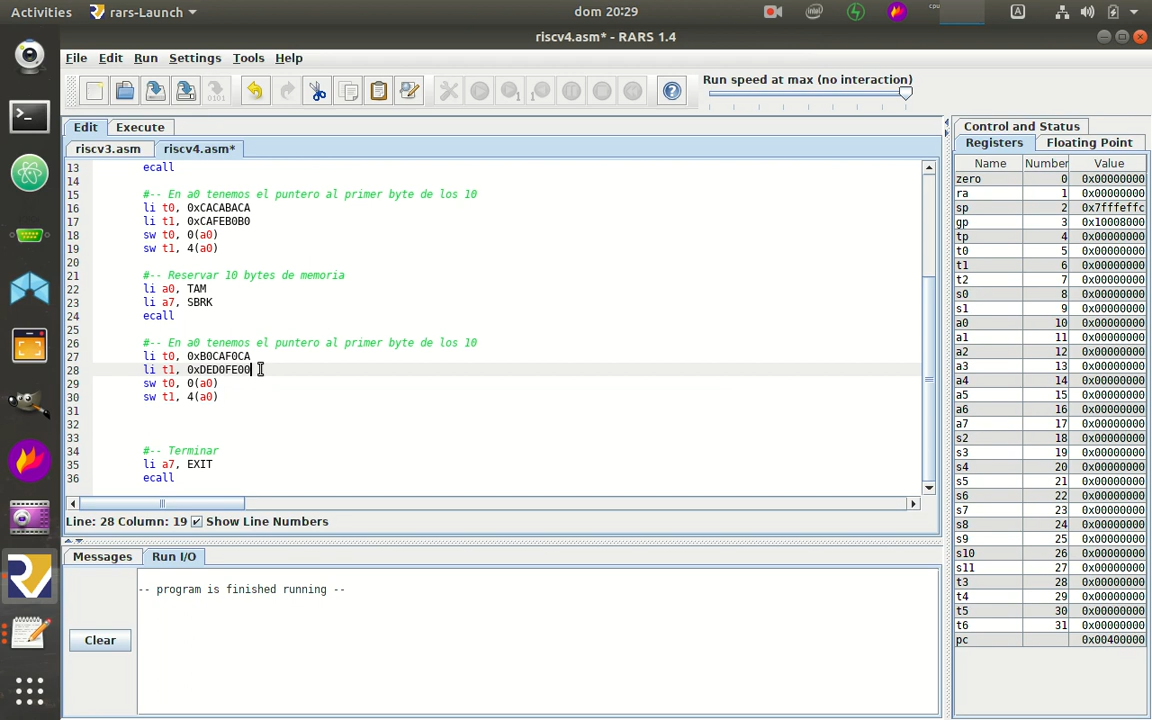 Activities rars-Launch dom 20:29 cpu A
riscv4.asm* - RARS 1.4
File Edit Run Settings Tools Help
Run speed at max (no interaction)
Edit Execute
riscv3.asm riscv4.asm*
13 ecall
14
15 #-- En a0 tenemos el puntero al primer byte de los 10
16 li t0, 0xCACABACA
17 li t1, 0xCAFEB0B0
18 sw t0, 0(a0)
19 sw t1, 4(a0)
20
21 #-- Reservar 10 bytes de memoria
22 li a0, TAM
23 li a7, SBRK
24 ecall
25
26 #-- En a0 tenemos el puntero al primer byte de los 10
27 li t0, 0xB0CAF0CA
28 li t1, 0xDED0FE00
29 sw t0, 0(a0)
30 sw t1, 4(a0)
31
32
33
34 #-- Terminar
35 li a7, EXIT
36 ecall
Line: 28 Column: 19 Show Line Numbers
Messages Run I/O
-- program is finished running --
Clear
Control and Status
Registers Floating Point
Name Number Value
zero 0 0x00000000
ra 1 0x00000000
sp 2 0x7fffeffc
gp 3 0x10008000
tp 4 0x00000000
t0 5 0x00000000
t1 6 0x00000000
t2 7 0x00000000
s0 8 0x00000000
s1 9 0x00000000
a0 10 0x00000000
a1 11 0x00000000
a2 12 0x00000000
a3 13 0x00000000
a4 14 0x00000000
a5 15 0x00000000
a6 16 0x00000000
a7 17 0x00000000
s2 18 0x00000000
s3 19 0x00000000
s4 20 0x00000000
s5 21 0x00000000
s6 22 0x00000000
s7 23 0x00000000
s8 24 0x00000000
s9 25 0x00000000
s10 26 0x00000000
s11 27 0x00000000
t3 28 0x00000000
t4 29 0x00000000
t5 30 0x00000000
t6 31 0x00000000
pc 0x00400000